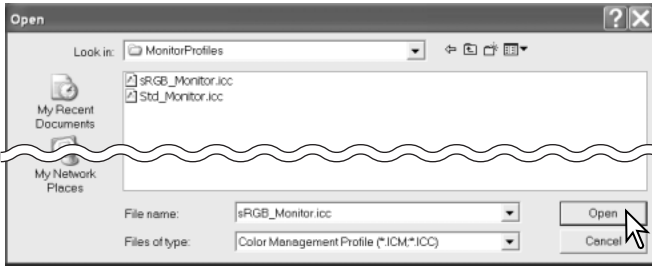 Open
Look in: MonitorProfiles
sRGB_Monitor.icc
Std_Monitor.icc
My Recent
Documents
My Network
Places
File name: sRGB_Monitor.icc Open
Files of type: Color Management Profile (*.ICM;*.ICC) Cancel